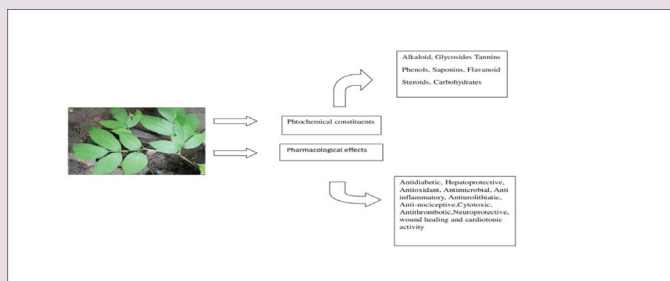 Alkaloid, Glycosides Tannins
Phenols, Saponins, Flavanoid
Steroids, Carbohydrates
Phtochemical constituents
Pharmacological effects
Antidiabetic, Hepatoprotective,
Antioxidant, Antimicrobial, Anti
inflammatory, Antiurolithiatic,
Anti-nociceptive,Cytotoxic,
Antithrombotic,Neuroprotective,
wound healing and cardiotonic
activity